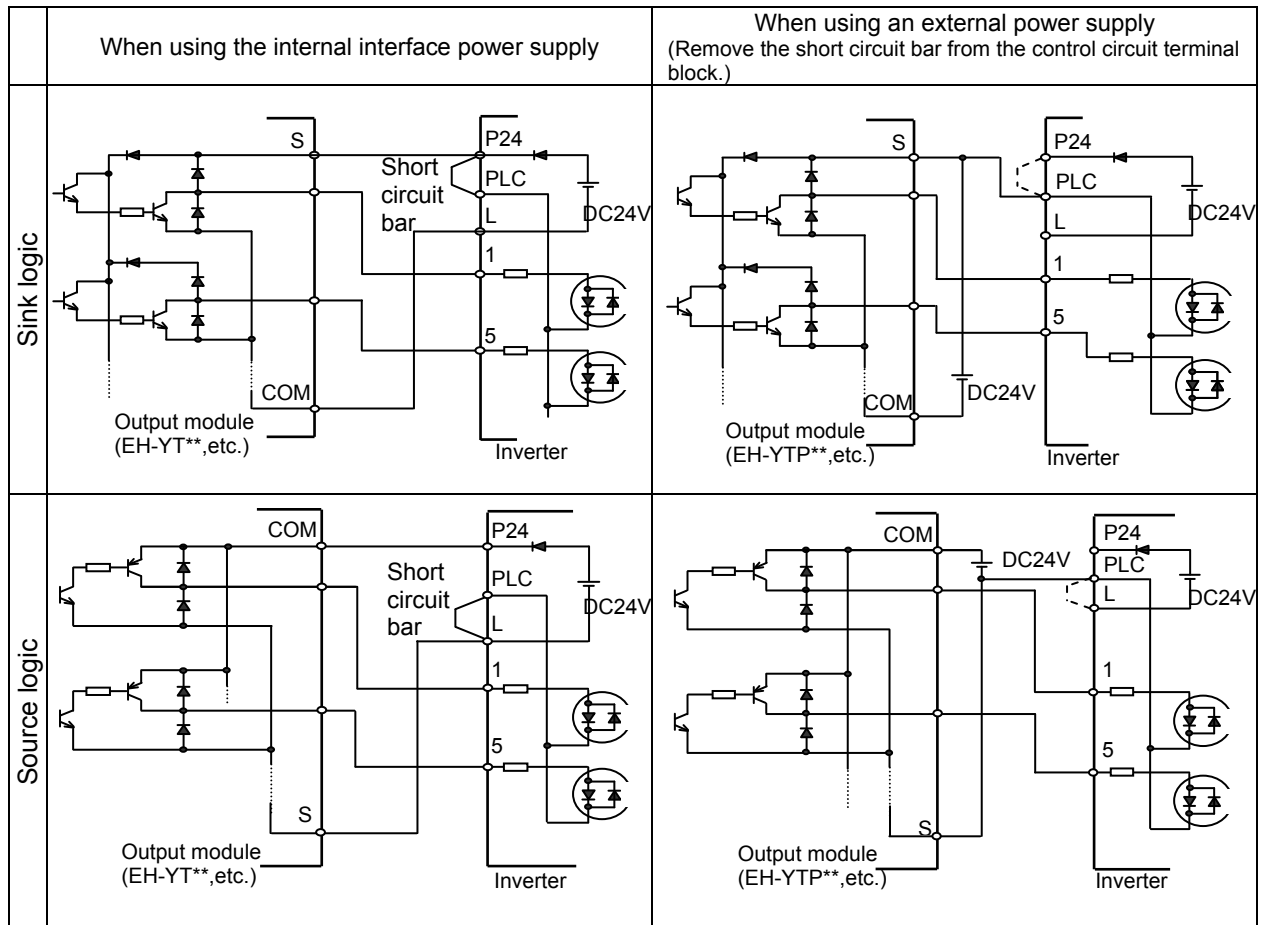 When using the internal interface power supply
When using an external power supply
(Remove the short circuit bar from the control circuit terminal
block.)
Sink logic
S
Short
circuit
bar
P24
PLC
L
DC24V
1
5
COM
Output module
(EH-YT**,etc.)
Inverter
S
P24
PLC
L
DC24V
1
5
DC24V
COM
Output module
(EH-YTP**,etc.)
Inverter
Source logic
COM
P24
Short
circuit
bar
PLC
L
DC24V
1
5
S
Output module
(EH-YT**,etc.)
Inverter
COM
DC24V
P24
PLC
L
DC24V
1
5
S
Output module
(EH-YTP**,etc.)
Inverter